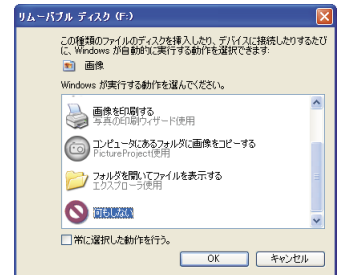 リムーバブル ディスク (F:)
この種類のファイルのディスクを挿入したり、デバイスに接続したりするたび
に、Windows が自動的に実行する動作を選択できます:
画像
Windows が実行する動作を選んでください。
画像を印刷する
写真の印刷ウィザード使用
コンピュータにあるフォルダに画像をコピーする
PictureProject使用
フォルダを開いてファイルを表示する
エクスプローラ使用
何もしない
常に選択した動作を行う。
OK
キャンセル